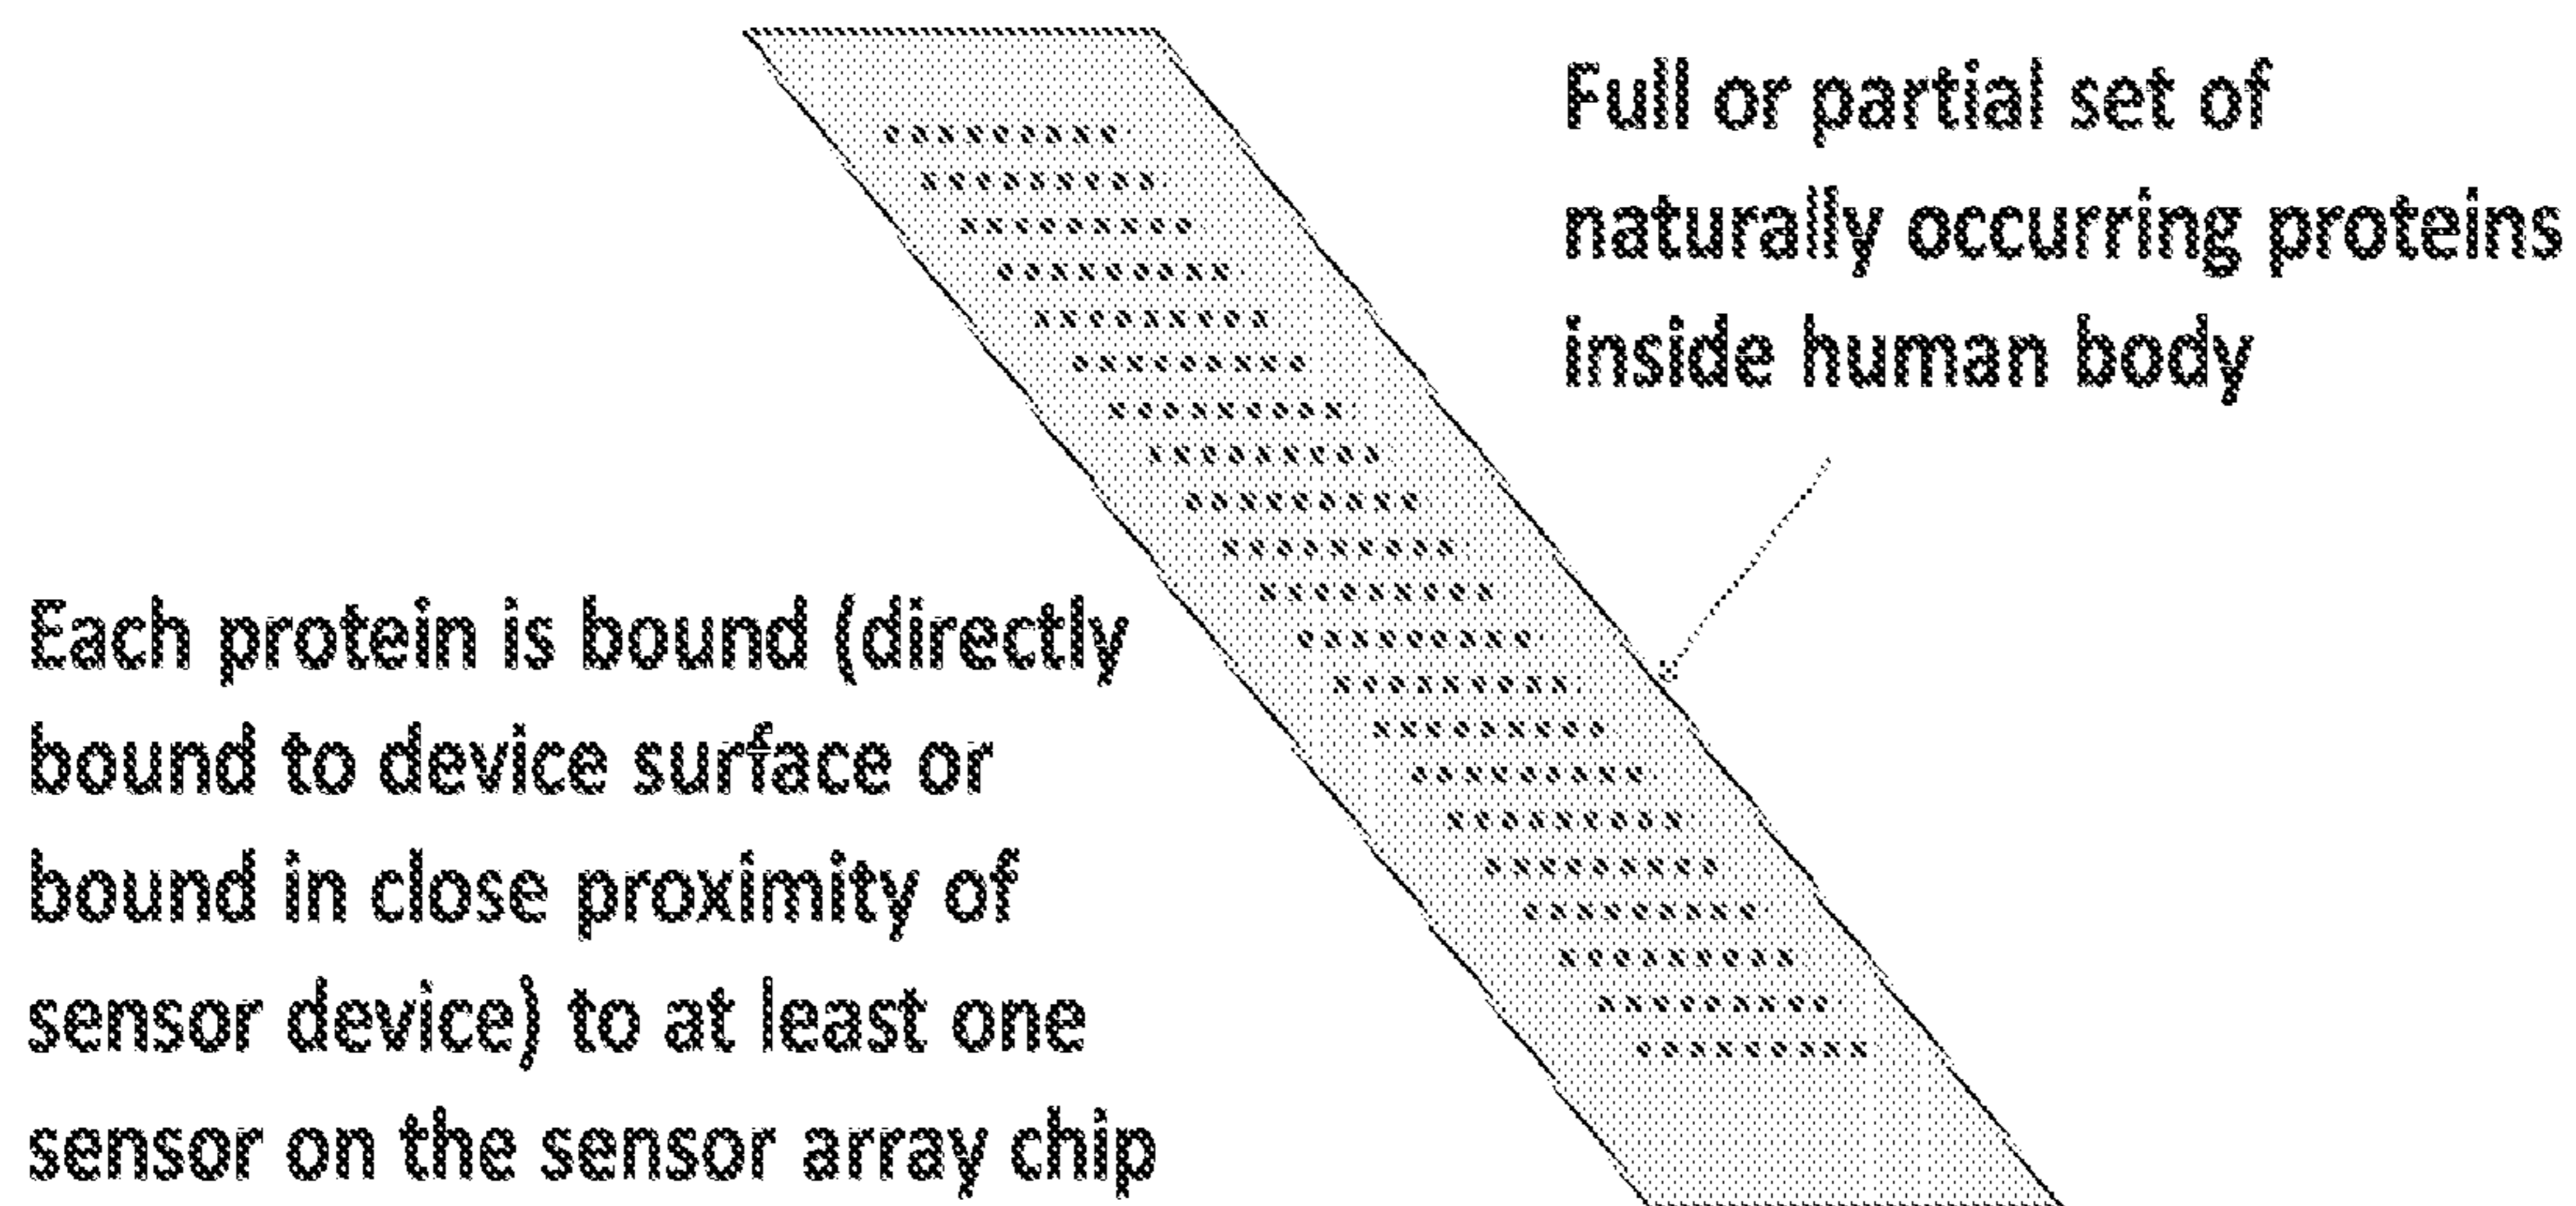 Full or partial set of
naturally occurring proteins
inside human body
Each protein is bound (directly
bound to device surface or
bound in close proximity of
sensor device) to at least one
sensor on the sensor array chip